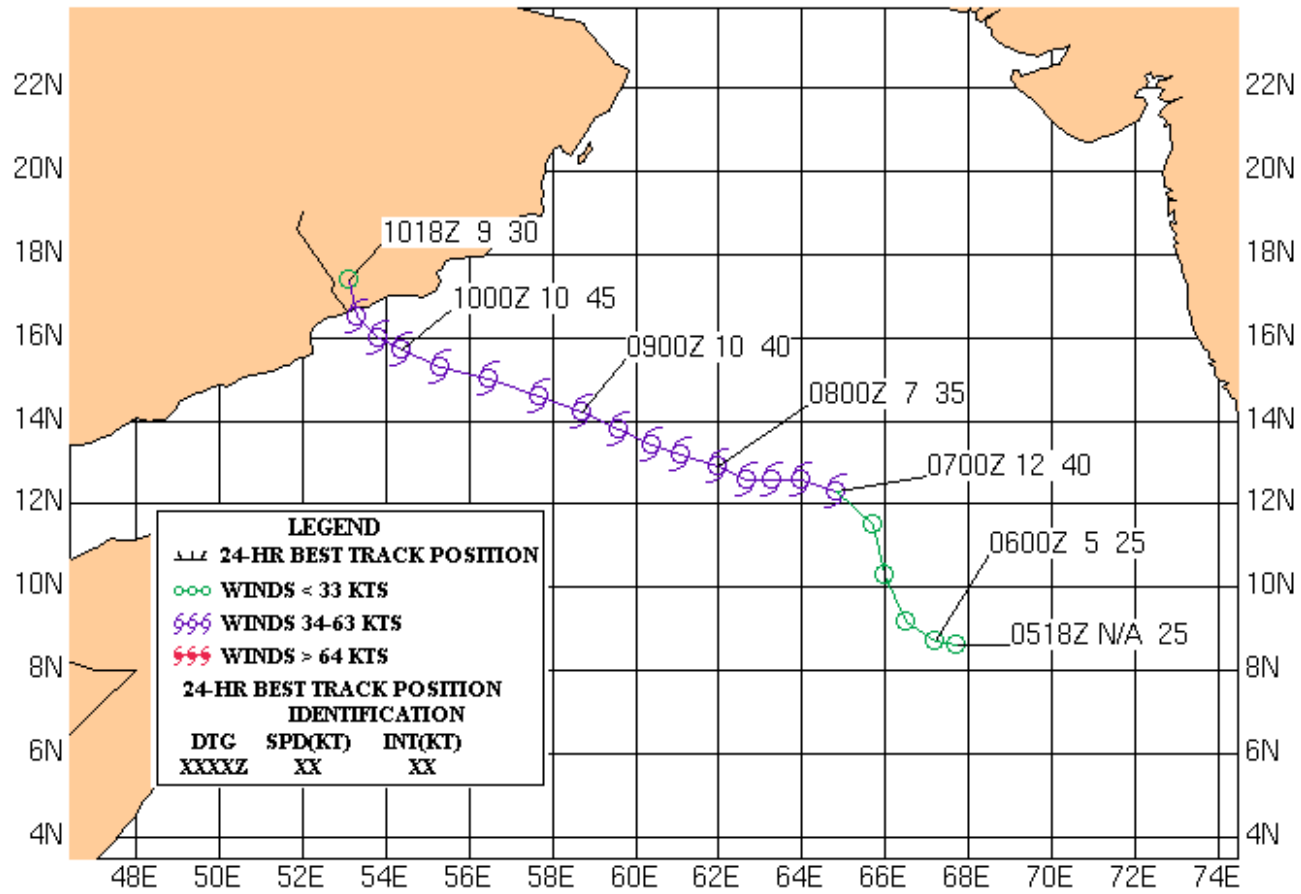 22N 22N
20N 20N
1018Z 9 30
18N 18N
1000Z 10 45
16N 16N
0900Z 10 40
0800Z 7 35
14N 14N
0700Z 12 40
12N 12N
LEGEND
24-HR BEST TRACK POSITION
0600Z 5 25
10N 10N
WINDS < 33 KTS
WINDS 34-63 KTS
0518Z N/A 25
WINDS > 64 KTS
8N 8N
24-HR BEST TRACK POSITION
IDENTIFICATION
DTG SPD(KT) INT(KT)
XXXXZ XX XX
6N 6N
4N 4N
48E 50E 52E 54E 56E 58E 60E 62E 64E 66E 68E 70E 72E 74E